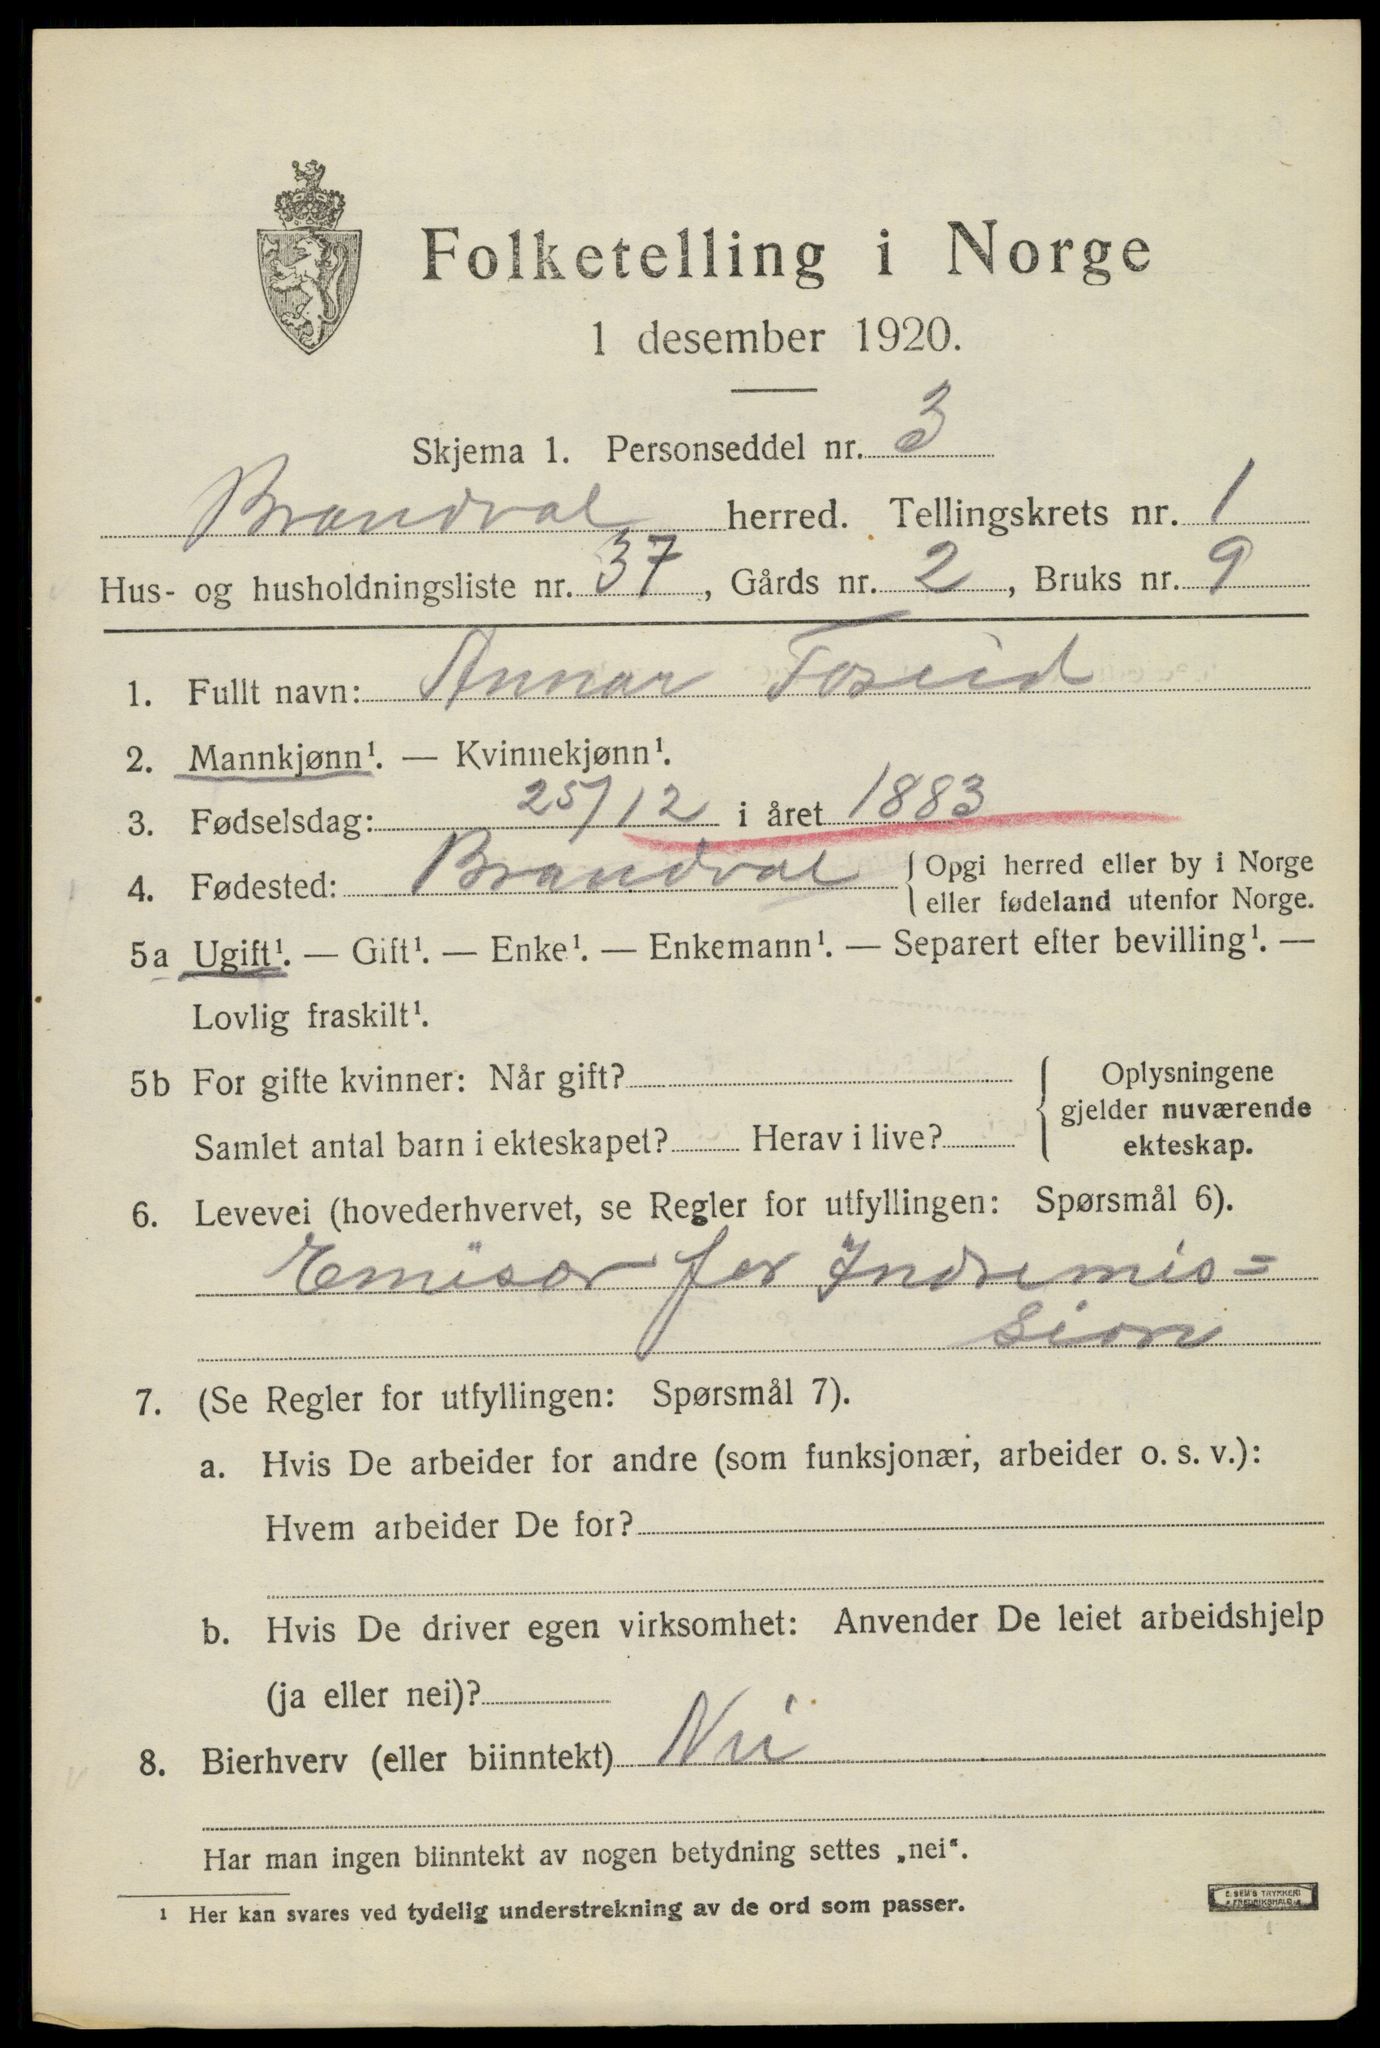 Folketelling i Norge
1 desember 1920.
Skjema 1. Personseddel nr. 3
Brandval herred. Tellingskrets nr. 1
Hus- og husholdningsliste nr. 37, Gårds nr. 2, Bruks nr. 9
1. Fullt navn: Annar Foseid
2. Mannkjønn¹. — Kvinnekjønn¹.
3. Fødselsdag: 25/12 i året 1883
4. Fødested: Brandval { Opgi herred eller by i Norge
eller fødeland utenfor Norge.
5a Ugift¹. — Gift¹. — Enke¹. — Enkemann¹. — Separert efter bevilling¹. —
Lovlig fraskilt¹.
5b For gifte kvinner: Når gift?
Samlet antal barn i ekteskapet? Herav i live?
{ Oplysningene
gjelder nuværende
ekteskap.
6. Levevei (hovederhvervet, se Regler for utfyllingen: Spørsmål 6).
Emisær for Indremis=
sion
7. (Se Regler for utfyllingen: Spørsmål 7).
a. Hvis De arbeider for andre (som funksjonær, arbeider o. s. v.):
Hvem arbeider De for?
b. Hvis De driver egen virksomhet: Anvender De leiet arbeidshjelp
(ja eller nei)?
8. Bierhverv (eller biinntekt) Nei
Har man ingen biinntekt av nogen betydning settes „nei“.
¹ Her kan svares ved tydelig understrekning av de ord som passer.
E. SEM'S TRYKKERI
FREDRIKSHALD